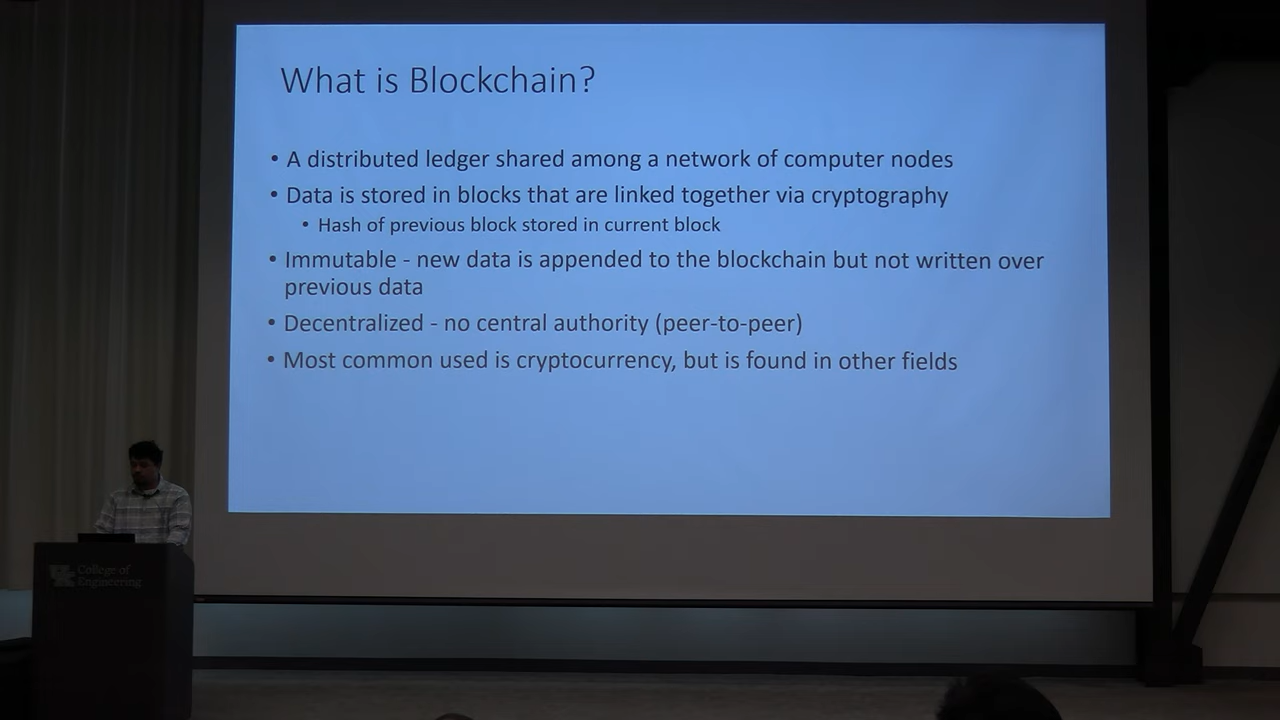 What is Blockchain?
• A distributed ledger shared among a network of computer nodes
• Data is stored in blocks that are linked together via cryptography
• Hash of previous block stored in current block
• Immutable - new data is appended to the blockchain but not written over
previous data
• Decentralized - no central authority (peer-to-peer)
• Most common used is cryptocurrency, but is found in other fields
College of
Engineering